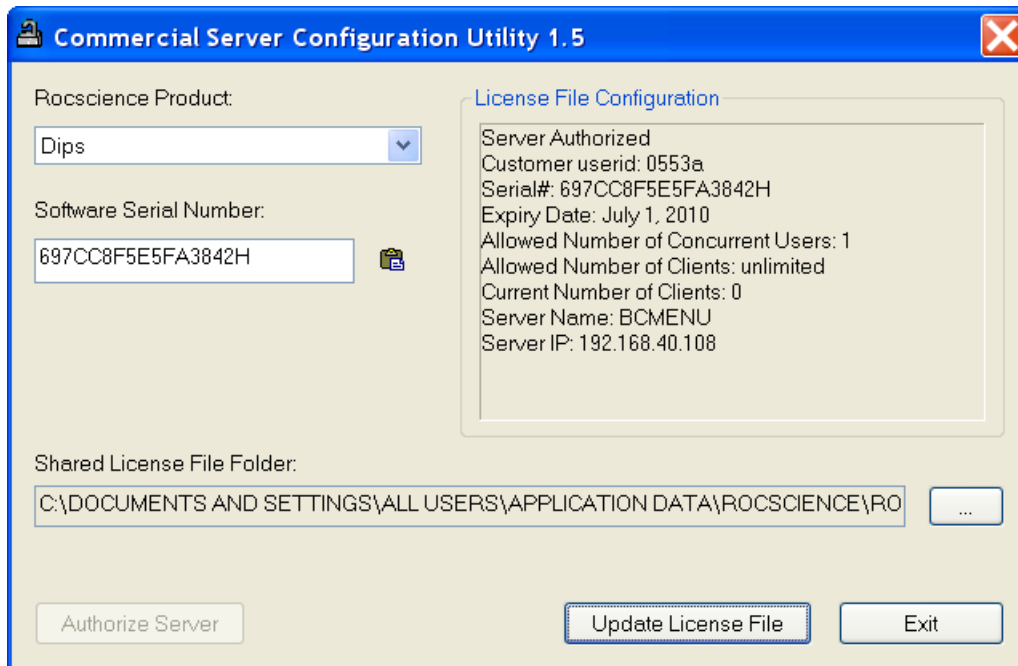 Commercial Server Configuration Utility 1.5
Rocscience Product:
Dips
Software Serial Number:
697CC8F5E5FA3842H
License File Configuration
Server Authorized
Customer userid: 0553a
Serial#: 697CC8F5E5FA3842H
Expiry Date: July 1, 2010
Allowed Number of Concurrent Users: 1
Allowed Number of Clients: unlimited
Current Number of Clients: 0
Server Name: BCMENU
Server IP: 192.168.40.108
Shared License File Folder:
C:\DOCUMENTS AND SETTINGS\ALL USERS\APPLICATION DATA\ROCSCIENCE\RO
...
Authorize Server
Update License File
Exit